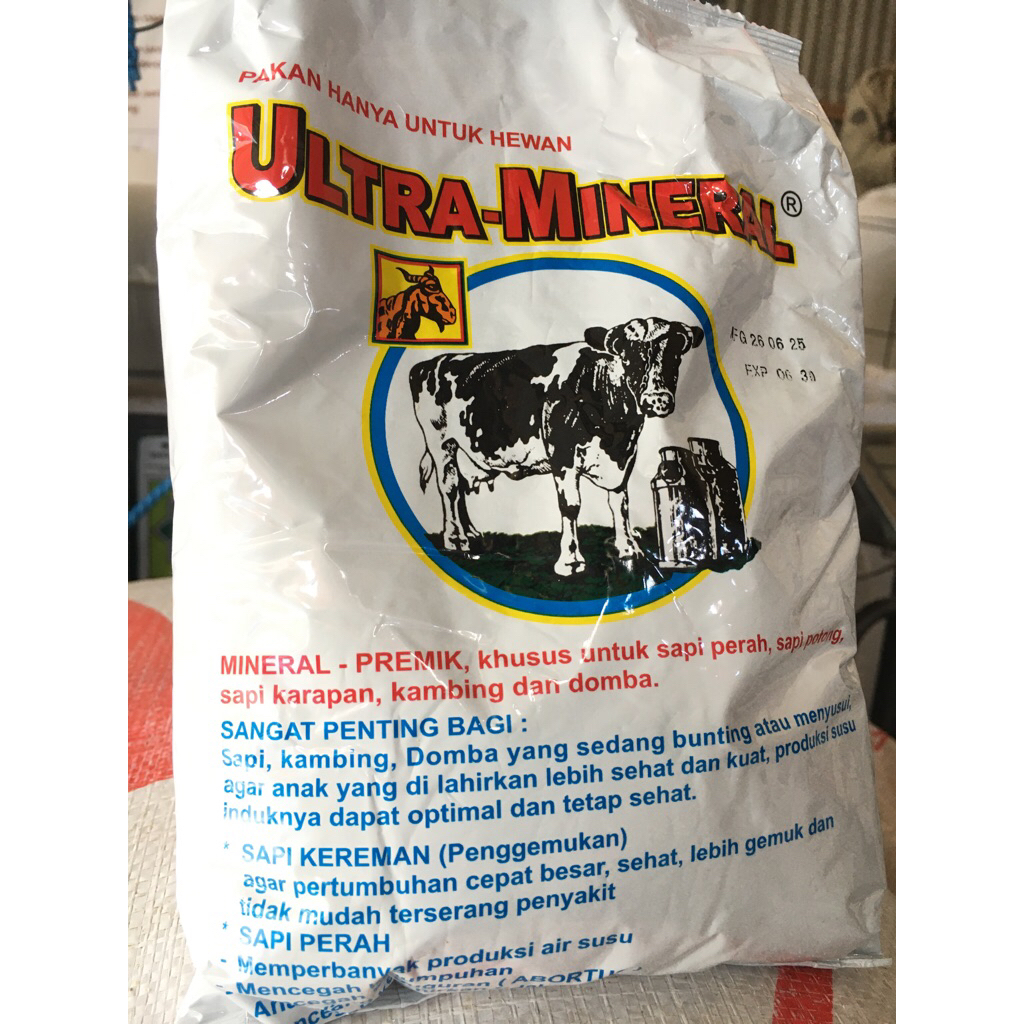 PAKAN HANYA UNTUK HEWAN
ULTRA-MINERAL®
FG 26 06 25
EXP 06 30
MINERAL - PREMIK, khusus untuk sapi perah, sapi potong,
sapi karapan, kambing dan domba.
SANGAT PENTING BAGI :
Sapi, kambing, Domba yang sedang bunting atau menyusui,
agar anak yang di lahirkan lebih sehat dan kuat, produksi susu
induknya dapat optimal dan tetap sehat.
* SAPI KEREMAN (Penggemukan)
agar pertumbuhan cepat besar, sehat, lebih gemuk dan
tidak mudah terserang penyakit
* SAPI PERAH
- Memperbanyak produksi air susu
- Mencegah